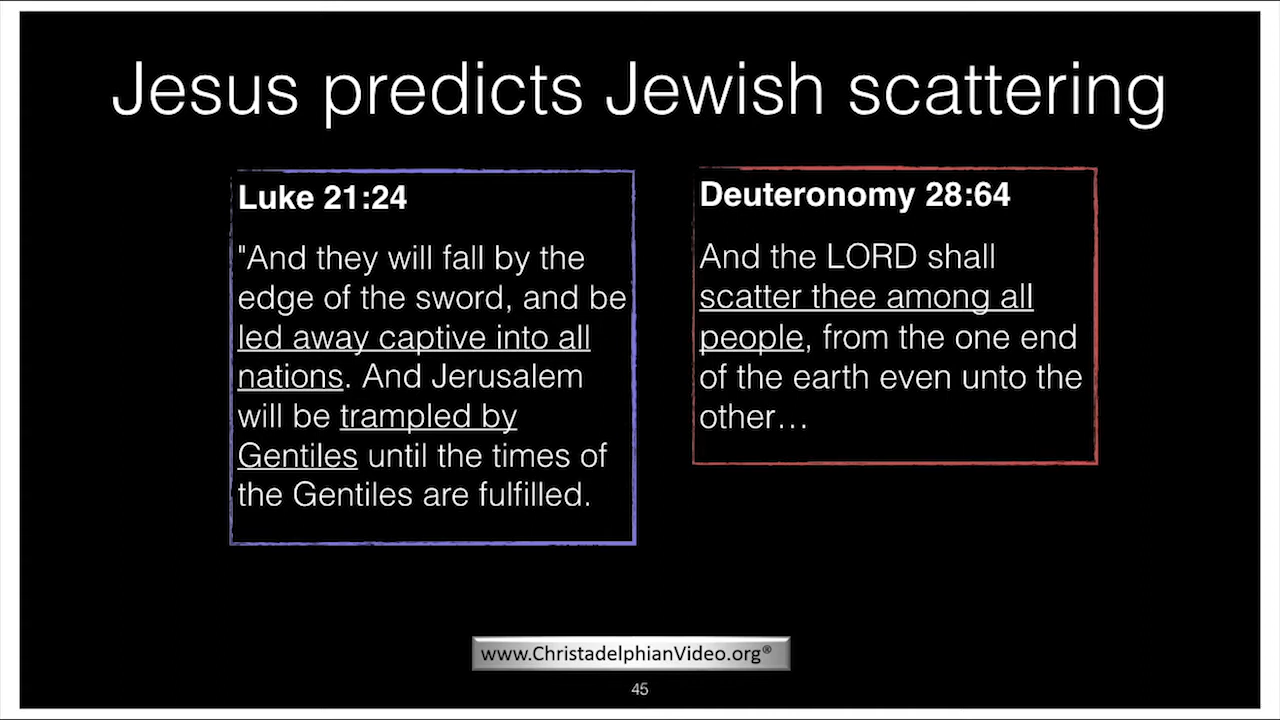 Jesus predicts Jewish scattering
Luke 21:24
"And they will fall by the
edge of the sword, and be
led away captive into all
nations. And Jerusalem
will be trampled by
Gentiles until the times of
the Gentiles are fulfilled.
Deuteronomy 28:64
And the LORD shall
scatter thee among all
people, from the one end
of the earth even unto the
other…
www.ChristadelphianVideo.org®
45